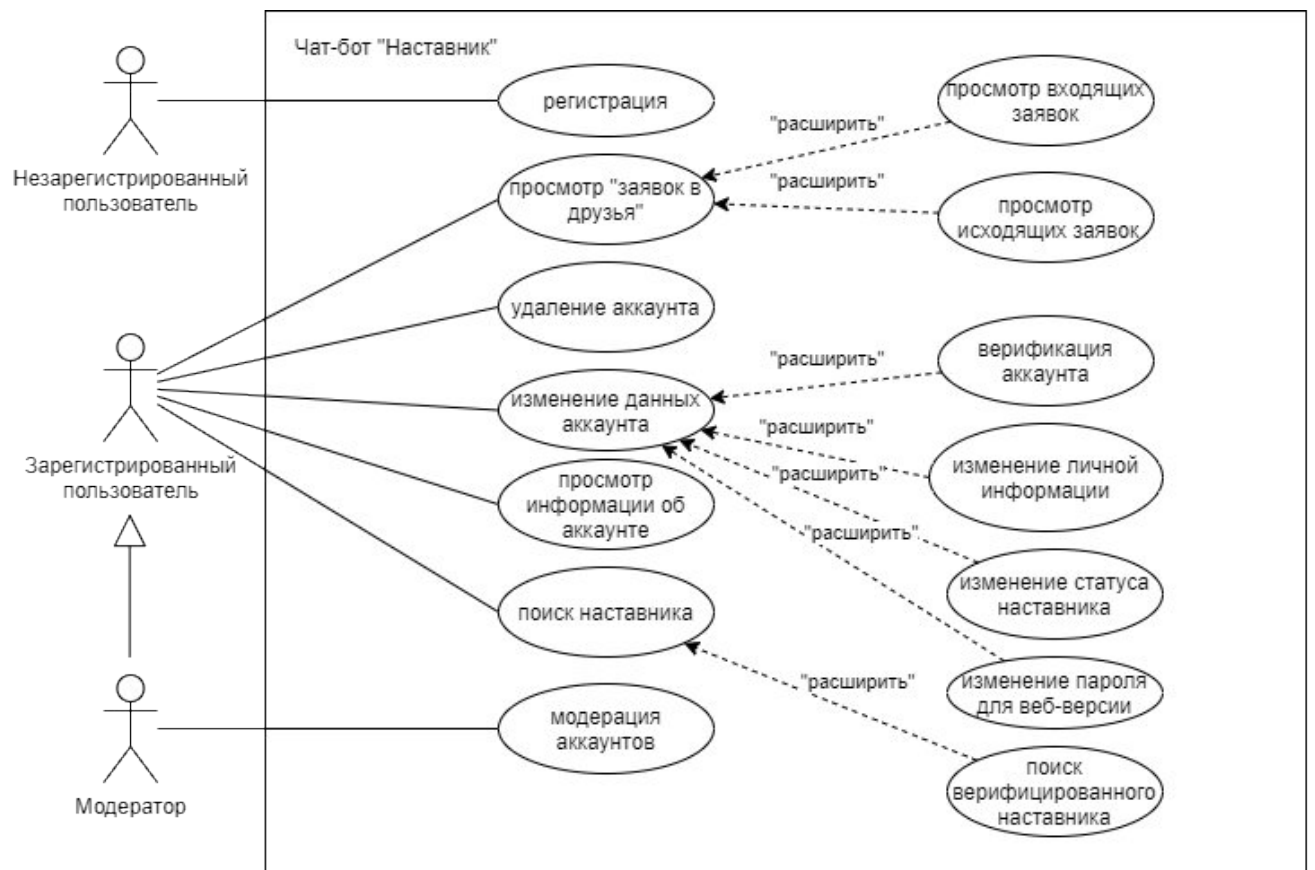 Чат-бот "Наставник"
Незарегистрированный
пользователь
регистрация
просмотр входящих
заявок
"расширить"
просмотр "заявок в
друзья"
"расширить"
просмотр
исходящих заявок
удаление аккаунта
Зарегистрированный
пользователь
изменение данных
аккаунта
"расширить"
верификация
аккаунта
"расширить"
изменение личной
информации
"расширить"
просмотр
информации об
аккаунте
"расширить"
изменение статуса
наставника
поиск наставника
"расширить"
изменение пароля
для веб-версии
Модератор
модерация
аккаунтов
поиск
верифицированного
наставника